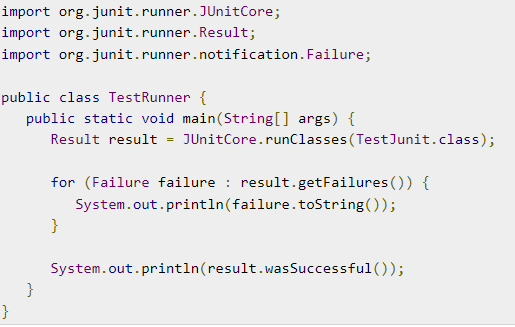 import org.junit.runner.JUnitCore;
import org.junit.runner.Result;
import org.junit.runner.notification.Failure;

public class TestRunner {
   public static void main(String[] args) {
      Result result = JUnitCore.runClasses(TestJunit.class);

      for (Failure failure : result.getFailures()) {
         System.out.println(failure.toString());
      }

      System.out.println(result.wasSuccessful());
   }
}